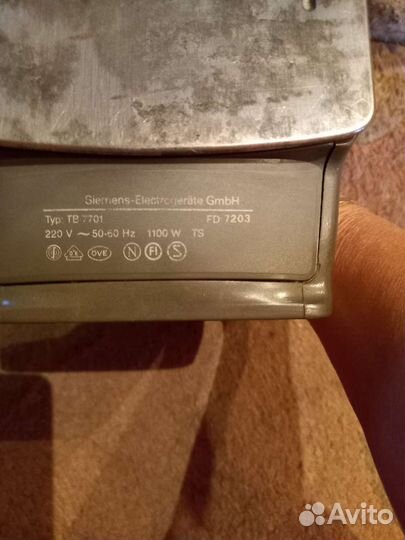 Siemens-Electrogeräte GmbH
Typ: TB 7701 FD 7203
220 V ~ 50-60 Hz 1100 W TS
ÖVE N FI S
Avito